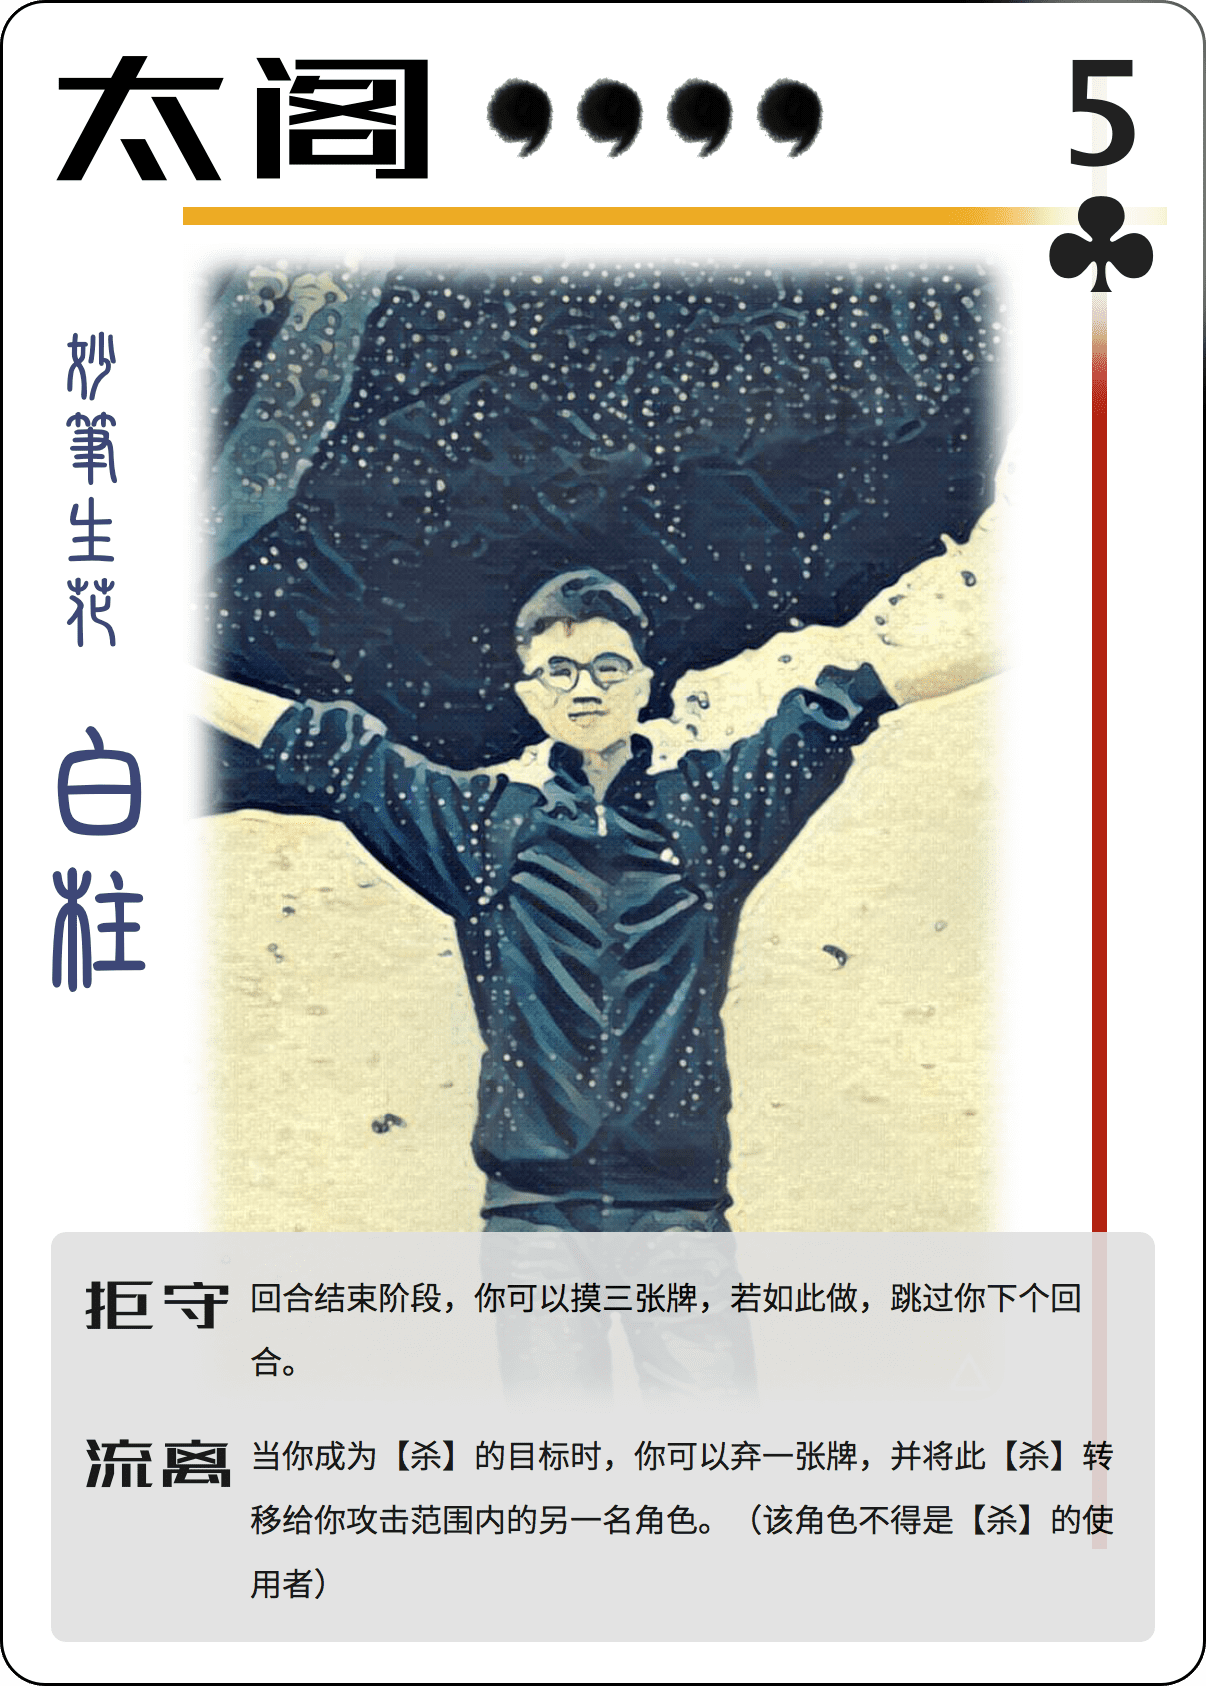 太阁
5
妙筆生花
白柱
拒守
回合结束阶段，你可以摸三张牌，若如此做，跳过你下个回
合。
流离
当你成为【杀】的目标时，你可以弃一张牌，并将此【杀】转
移给你攻击范围内的另一名角色。（该角色不得是【杀】的使
用者）